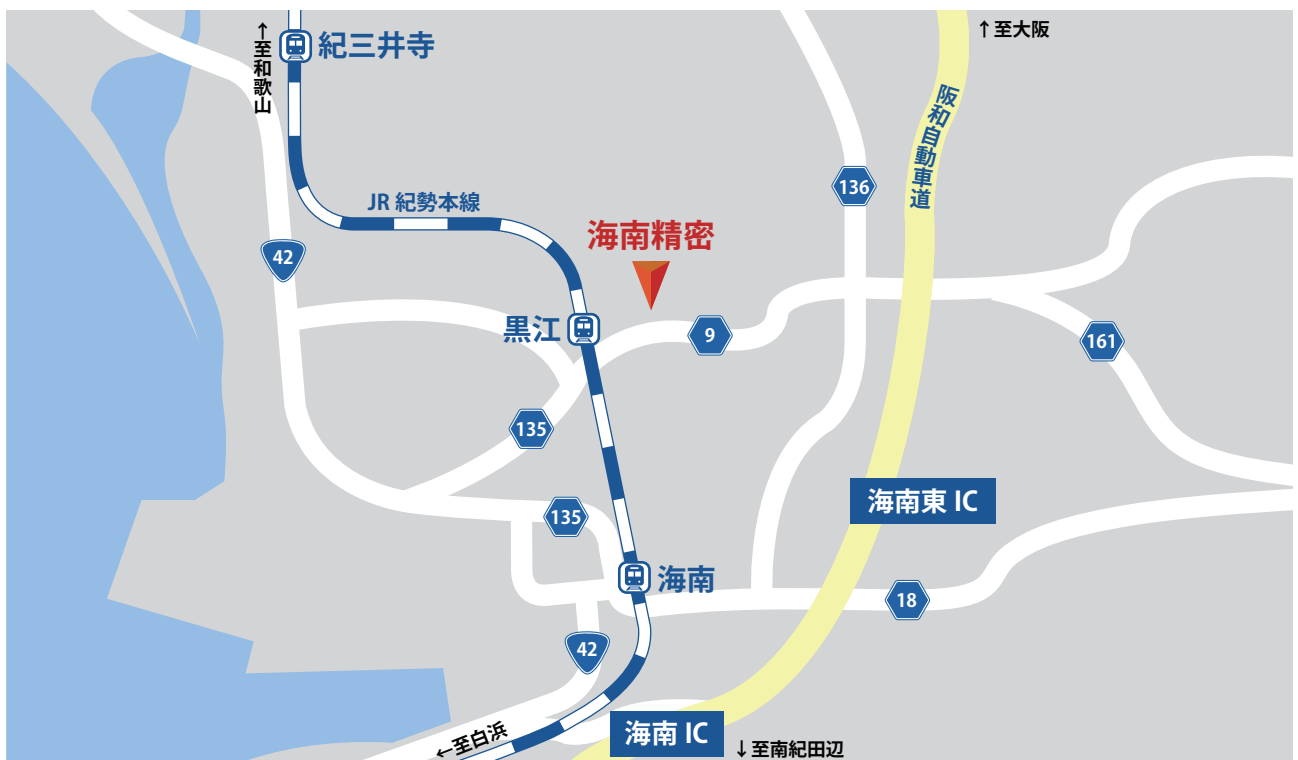 ↑至和歌山
紀三井寺
↑至大阪
阪和自動車道
136
JR 紀勢本線
海南精密
42
黒江
9
161
135
海南東 IC
135
海南
18
42
海南 IC
←至白浜
↓至南紀田辺